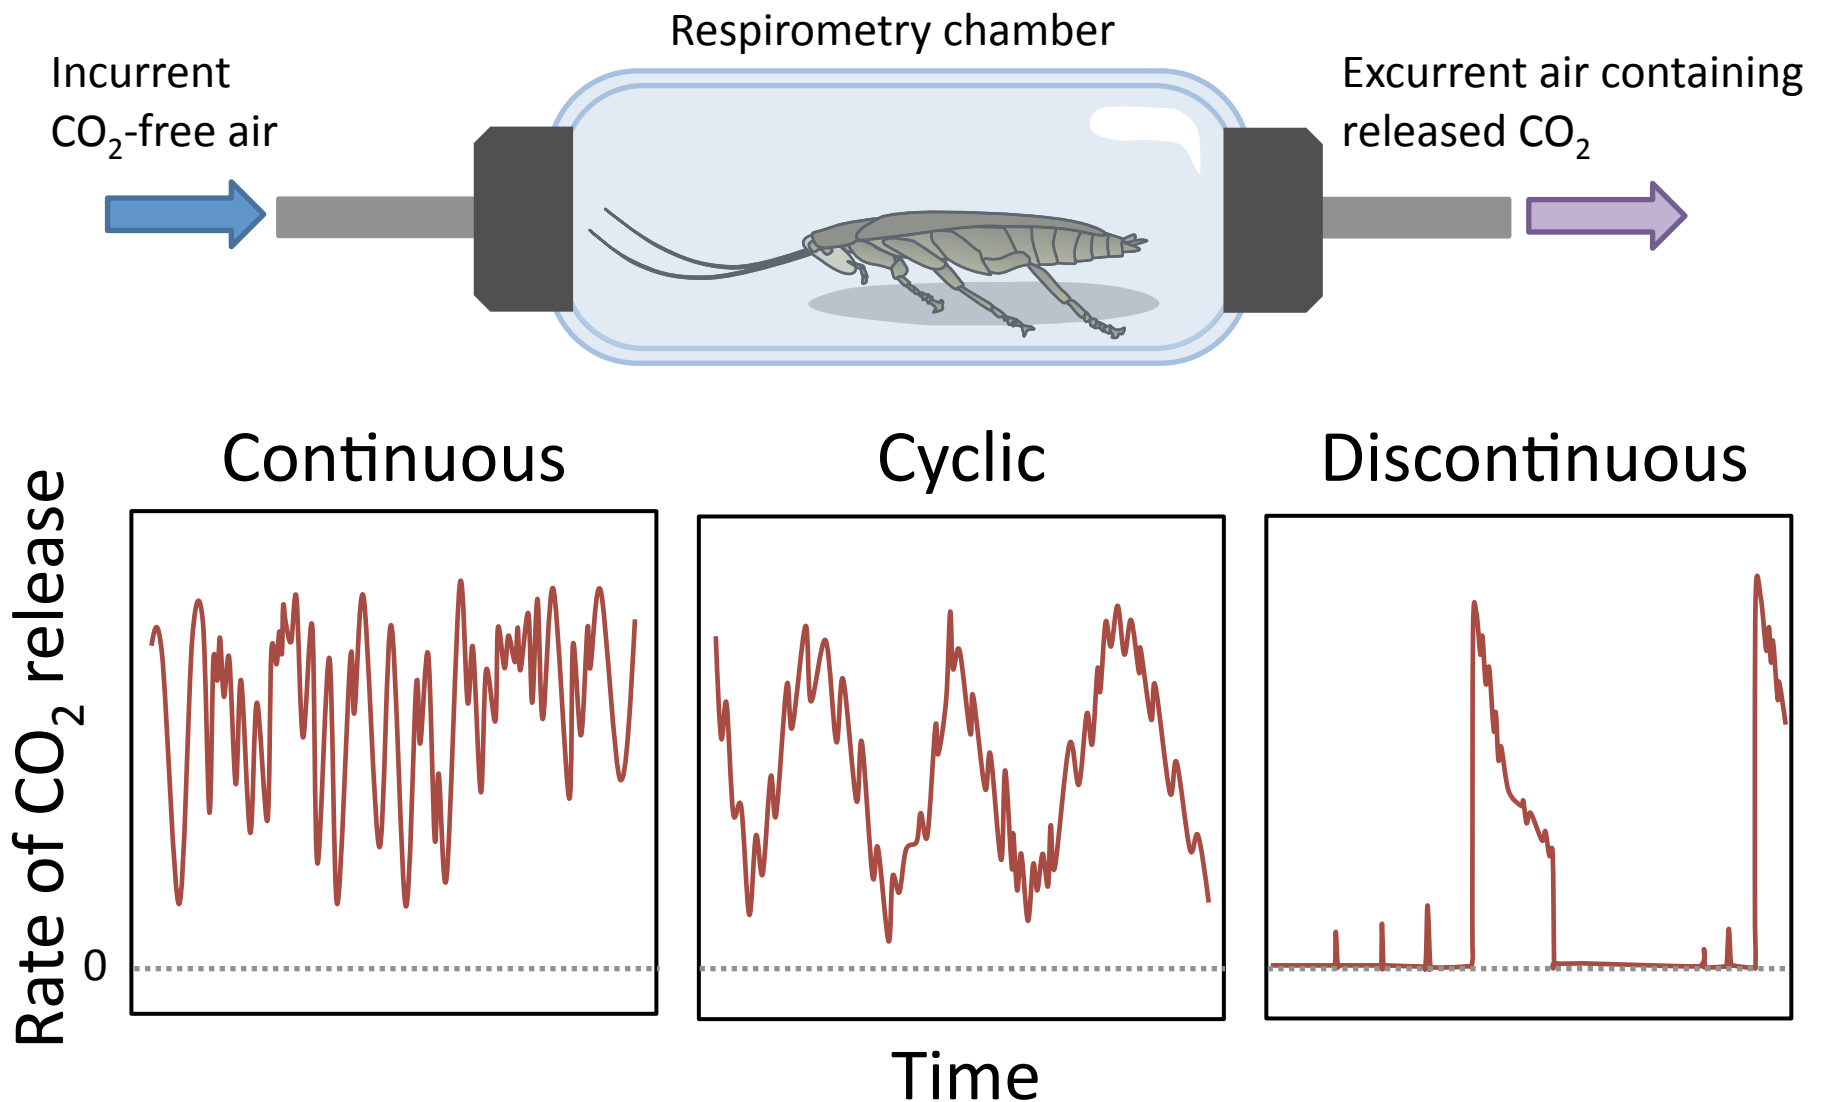 Respirometry chamber
Incurrent
CO₂-free air
Excurrent air containing
released CO₂
Continuous
Cyclic
Discontinuous
Rate of CO₂ release
0
Time